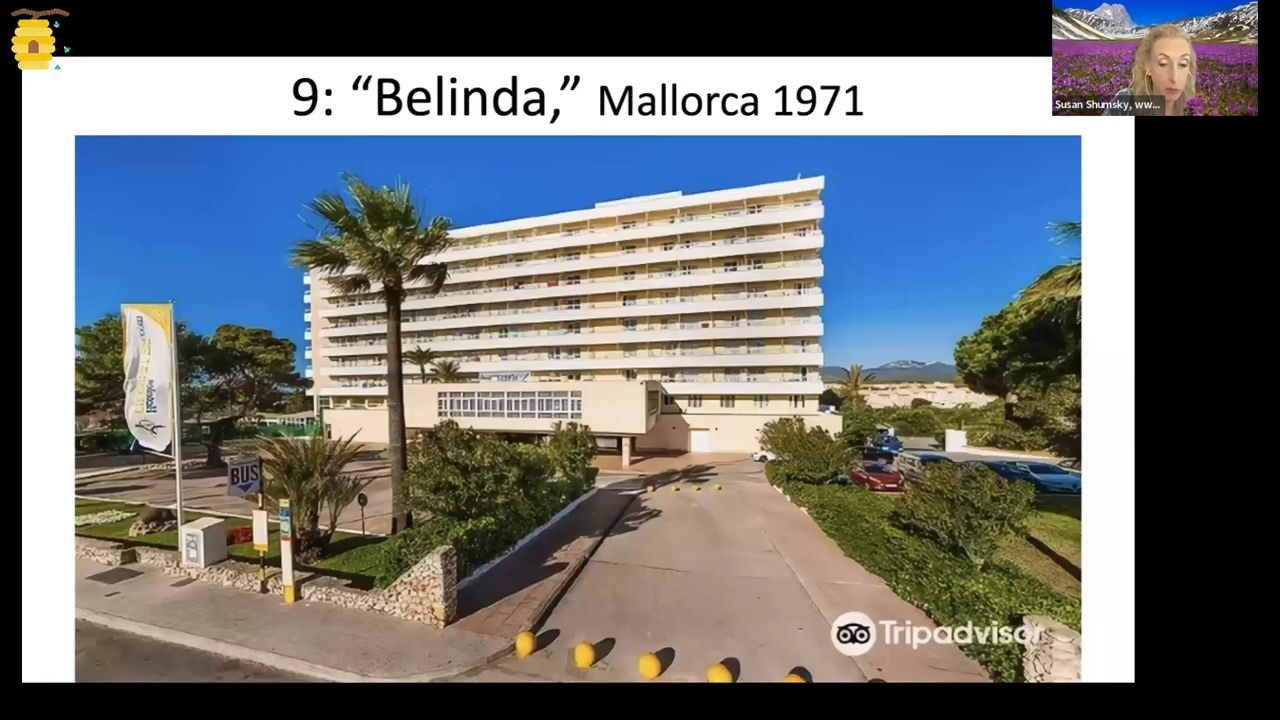 9: “Belinda,” Mallorca 1971
Susan Shumsky, ww...
BUS
Tripadvisor